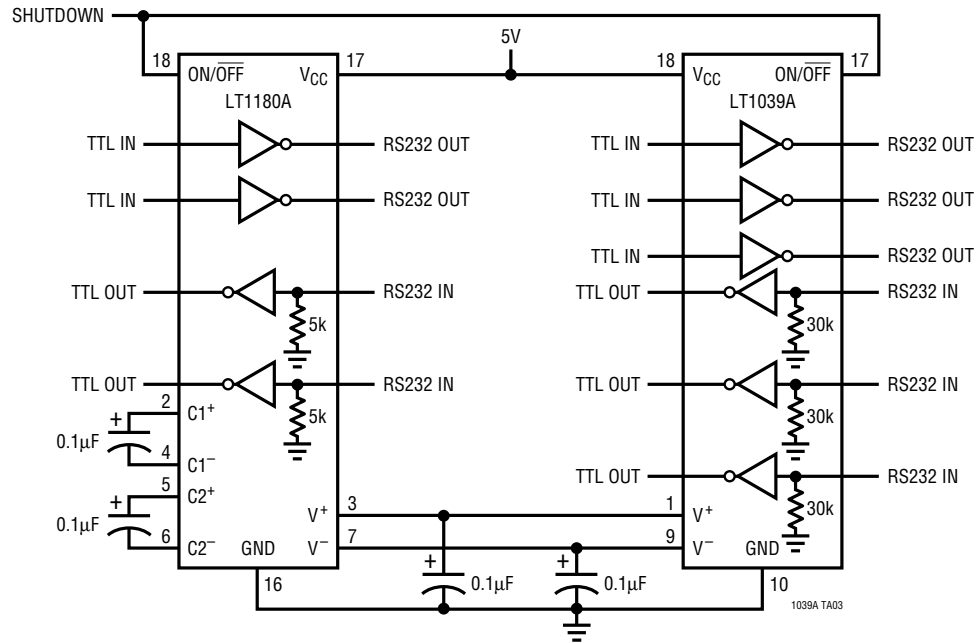 SHUTDOWN
5V
18 ON/OFF VCC 17
LT1180A
18 VCC ON/OFF 17
LT1039A
TTL IN RS232 OUT TTL IN RS232 OUT
TTL IN RS232 OUT TTL IN RS232 OUT
TTL IN RS232 OUT
TTL OUT RS232 IN TTL OUT RS232 IN
5k 30k
TTL OUT RS232 IN TTL OUT RS232 IN
5k 30k
2 C1+
+
0.1µF
4 C1−
TTL OUT RS232 IN
30k
5 C2+
+
0.1µF
6 C2−
V+ 3 1 V+
V− 7 9 V−
GND GND
16 10
+ 0.1µF + 0.1µF
1039A TA03